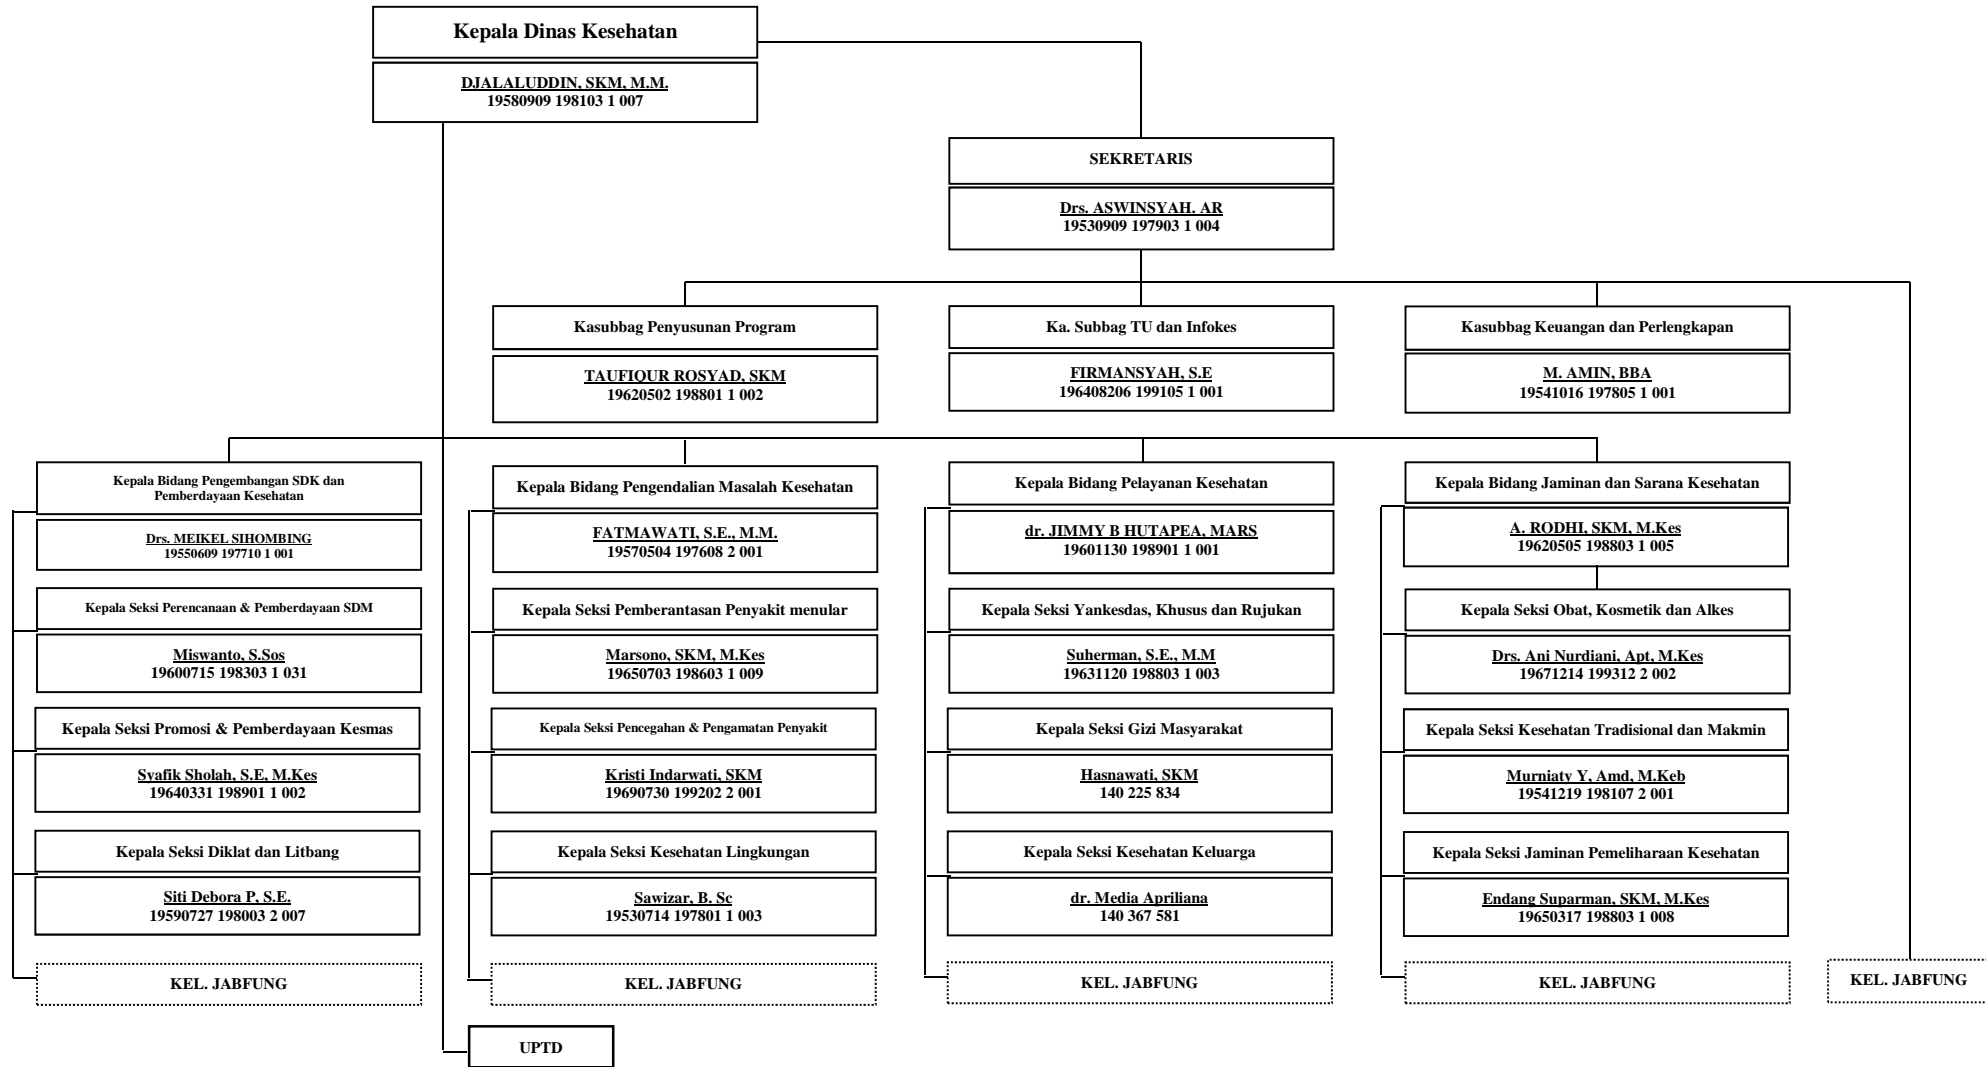 Kepala Dinas Kesehatan
DJALALUDDIN, SKM, M.M.
19580909 198103 1 007
SEKRETARIS
Drs. ASWINSYAH. AR
19530909 197903 1 004
Kasubbag Penyusunan Program
TAUFIQUR ROSYAD, SKM
19620502 198801 1 002
Ka. Subbag TU dan Infokes
FIRMANSYAH, S.E
196408206 199105 1 001
Kasubbag Keuangan dan Perlengkapan
M. AMIN, BBA
19541016 197805 1 001
Kepala Bidang Pengembangan SDK dan
Pemberdayaan Kesehatan
Drs. MEIKEL SIHOMBING
19550609 197710 1 001
Kepala Seksi Perencanaan & Pemberdayaan SDM
Miswanto, S.Sos
19600715 198303 1 031
Kepala Seksi Promosi & Pemberdayaan Kesmas
Syafik Sholah, S.E, M.Kes
19640331 198901 1 002
Kepala Seksi Diklat dan Litbang
Siti Debora P, S.E.
19590727 198003 2 007
KEL. JABFUNG
Kepala Bidang Pengendalian Masalah Kesehatan
FATMAWATI, S.E., M.M.
19570504 197608 2 001
Kepala Seksi Pemberantasan Penyakit menular
Marsono, SKM, M.Kes
19650703 198603 1 009
Kepala Seksi Pencegahan & Pengamatan Penyakit
Kristi Indarwati, SKM
19690730 199202 2 001
Kepala Seksi Kesehatan Lingkungan
Sawizar, B. Sc
19530714 197801 1 003
KEL. JABFUNG
Kepala Bidang Pelayanan Kesehatan
dr. JIMMY B HUTAPEA, MARS
19601130 198901 1 001
Kepala Seksi Yankesdas, Khusus dan Rujukan
Suherman, S.E., M.M
19631120 198803 1 003
Kepala Seksi Gizi Masyarakat
Hasnawati, SKM
140 225 834
Kepala Seksi Kesehatan Keluarga
dr. Media Apriliana
140 367 581
KEL. JABFUNG
Kepala Bidang Jaminan dan Sarana Kesehatan
A. RODHI, SKM, M.Kes
19620505 198803 1 005
Kepala Seksi Obat, Kosmetik dan Alkes
Drs. Ani Nurdiani, Apt, M.Kes
19671214 199312 2 002
Kepala Seksi Kesehatan Tradisional dan Makmin
Murniaty Y, Amd, M.Keb
19541219 198107 2 001
Kepala Seksi Jaminan Pemeliharaan Kesehatan
Endang Suparman, SKM, M.Kes
19650317 198803 1 008
KEL. JABFUNG
KEL. JABFUNG
UPTD